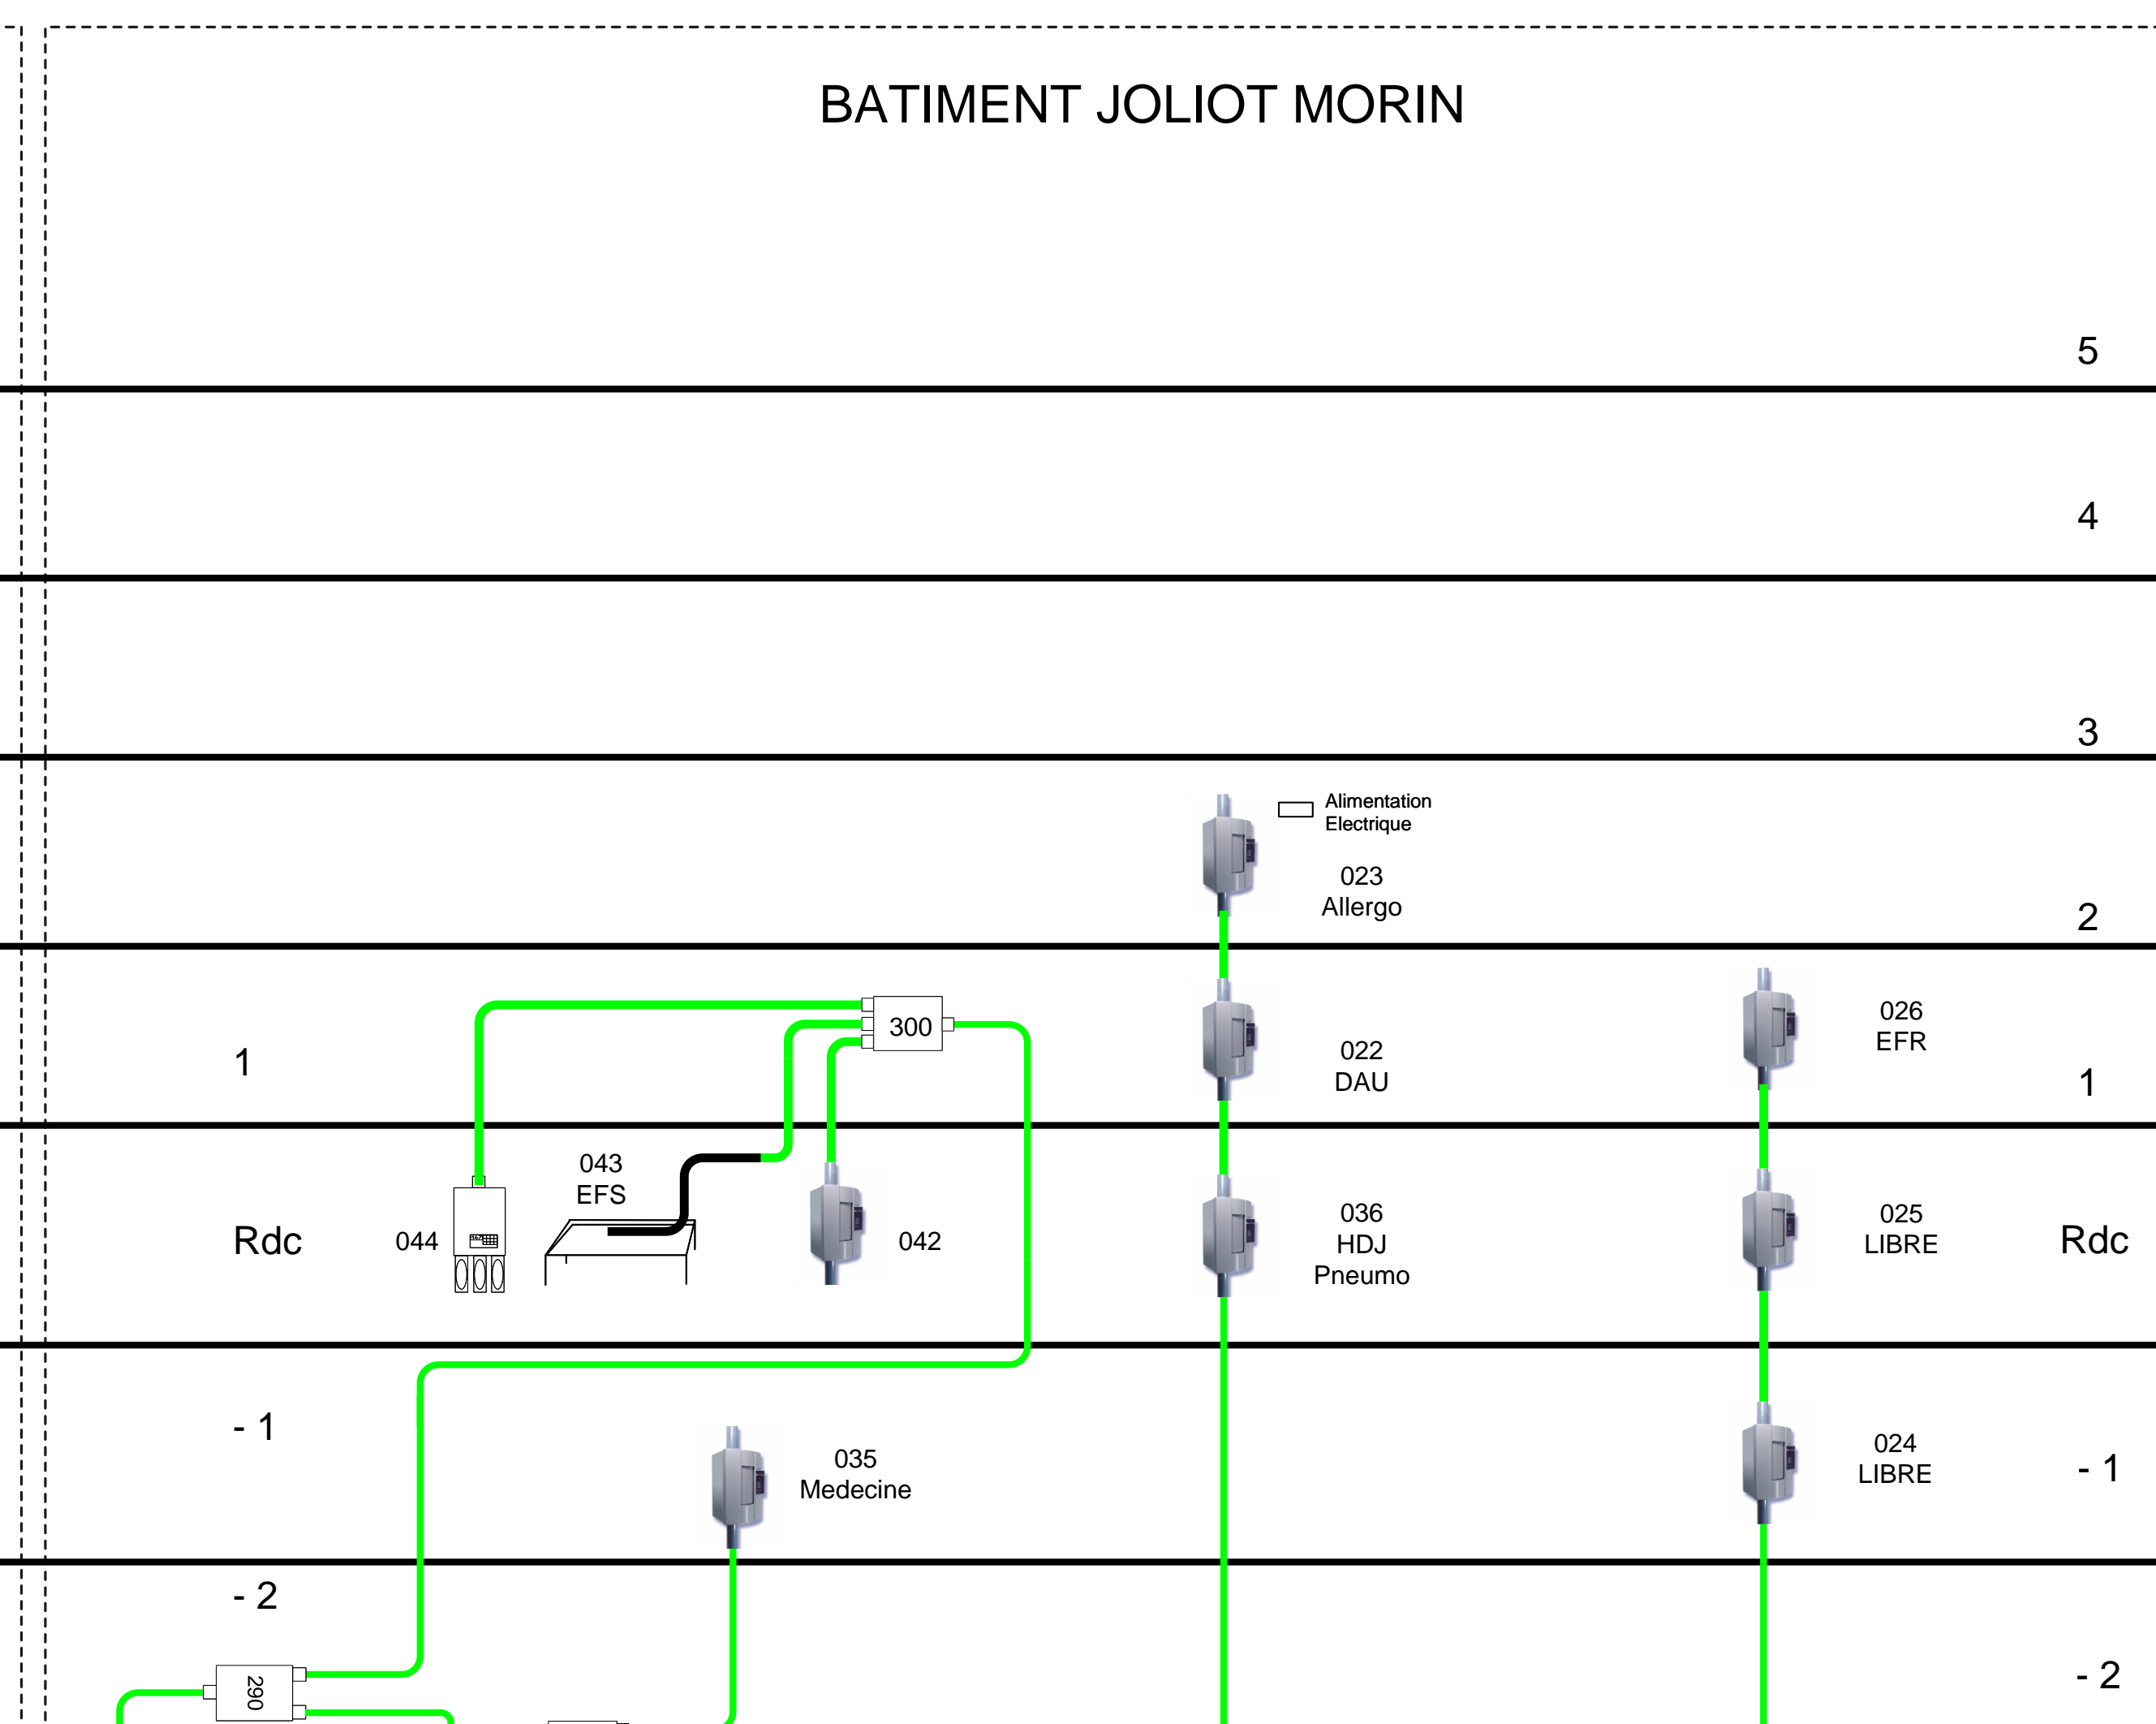 BATIMENT JOLIOT MORIN
5
4
3
Alimentation
Electrique
023
Allergo
2
300
022
DAU
026
EFR
1
1
043
EFS
044
042
036
HDJ
Pneumo
025
LIBRE
Rdc
Rdc
- 1
035
Medecine
024
LIBRE
- 1
- 2
290
- 2